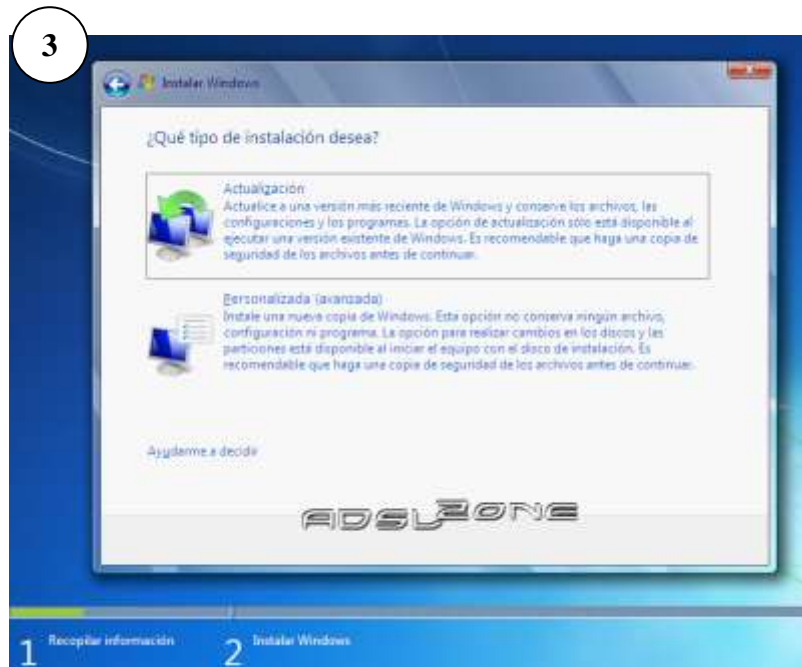 3
Instalar Windows
¿Qué tipo de instalación desea?
Actualización
Actualice a una versión más reciente de Windows y conserve los archivos, las
configuraciones y los programas. La opción de actualización sólo está disponible al
ejecutar una versión existente de Windows. Es recomendable que haga una copia de
seguridad de los archivos antes de continuar.
Personalizada (avanzada)
Instale una nueva copia de Windows. Esta opción no conserva ningún archivo,
configuración ni programa. La opción para realizar cambios en los discos y las
particiones está disponible al iniciar el equipo con el disco de instalación. Es
recomendable que haga una copia de seguridad de los archivos antes de continuar.
Ayudarme a decidir
ADSLZONE
1 Recopilar información 2 Instalar Windows